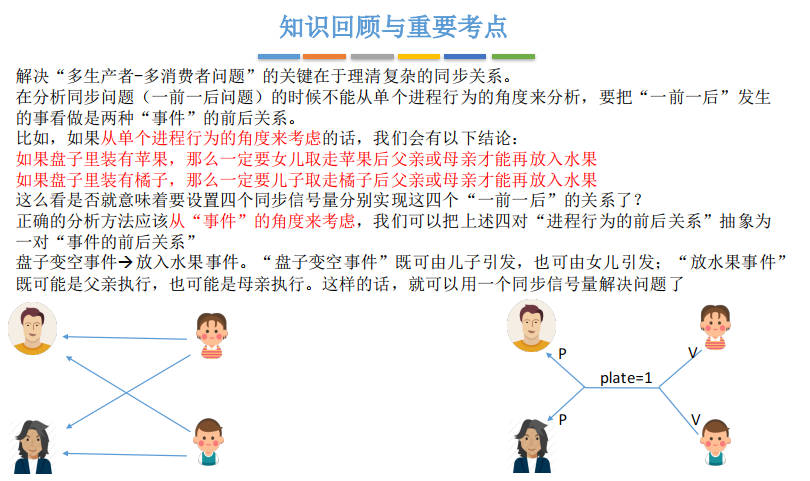 知识回顾与重要考点
解决“多生产者-多消费者问题”的关键在于理清复杂的同步关系。
在分析同步问题（一前一后问题）的时候不能从单个进程行为的角度来分析，要把“一前一后”发生
的事看做是两种“事件”的前后关系。
比如，如果从单个进程行为的角度来考虑的话，我们会有以下结论：
如果盘子里装有苹果，那么一定要女儿取走苹果后父亲或母亲才能再放入水果
如果盘子里装有橘子，那么一定要儿子取走橘子后父亲或母亲才能再放入水果
这么看是否就意味着要设置四个同步信号量分别实现这四个“一前一后”的关系了？
正确的分析方法应该从“事件”的角度来考虑，我们可以把上述四对“进程行为的前后关系”抽象为
一对“事件的前后关系”
盘子变空事件→放入水果事件。“盘子变空事件”既可由儿子引发，也可由女儿引发；“放水果事件”
既可能是父亲执行，也可能是母亲执行。这样的话，就可以用一个同步信号量解决问题了
P
V
plate=1
P
V